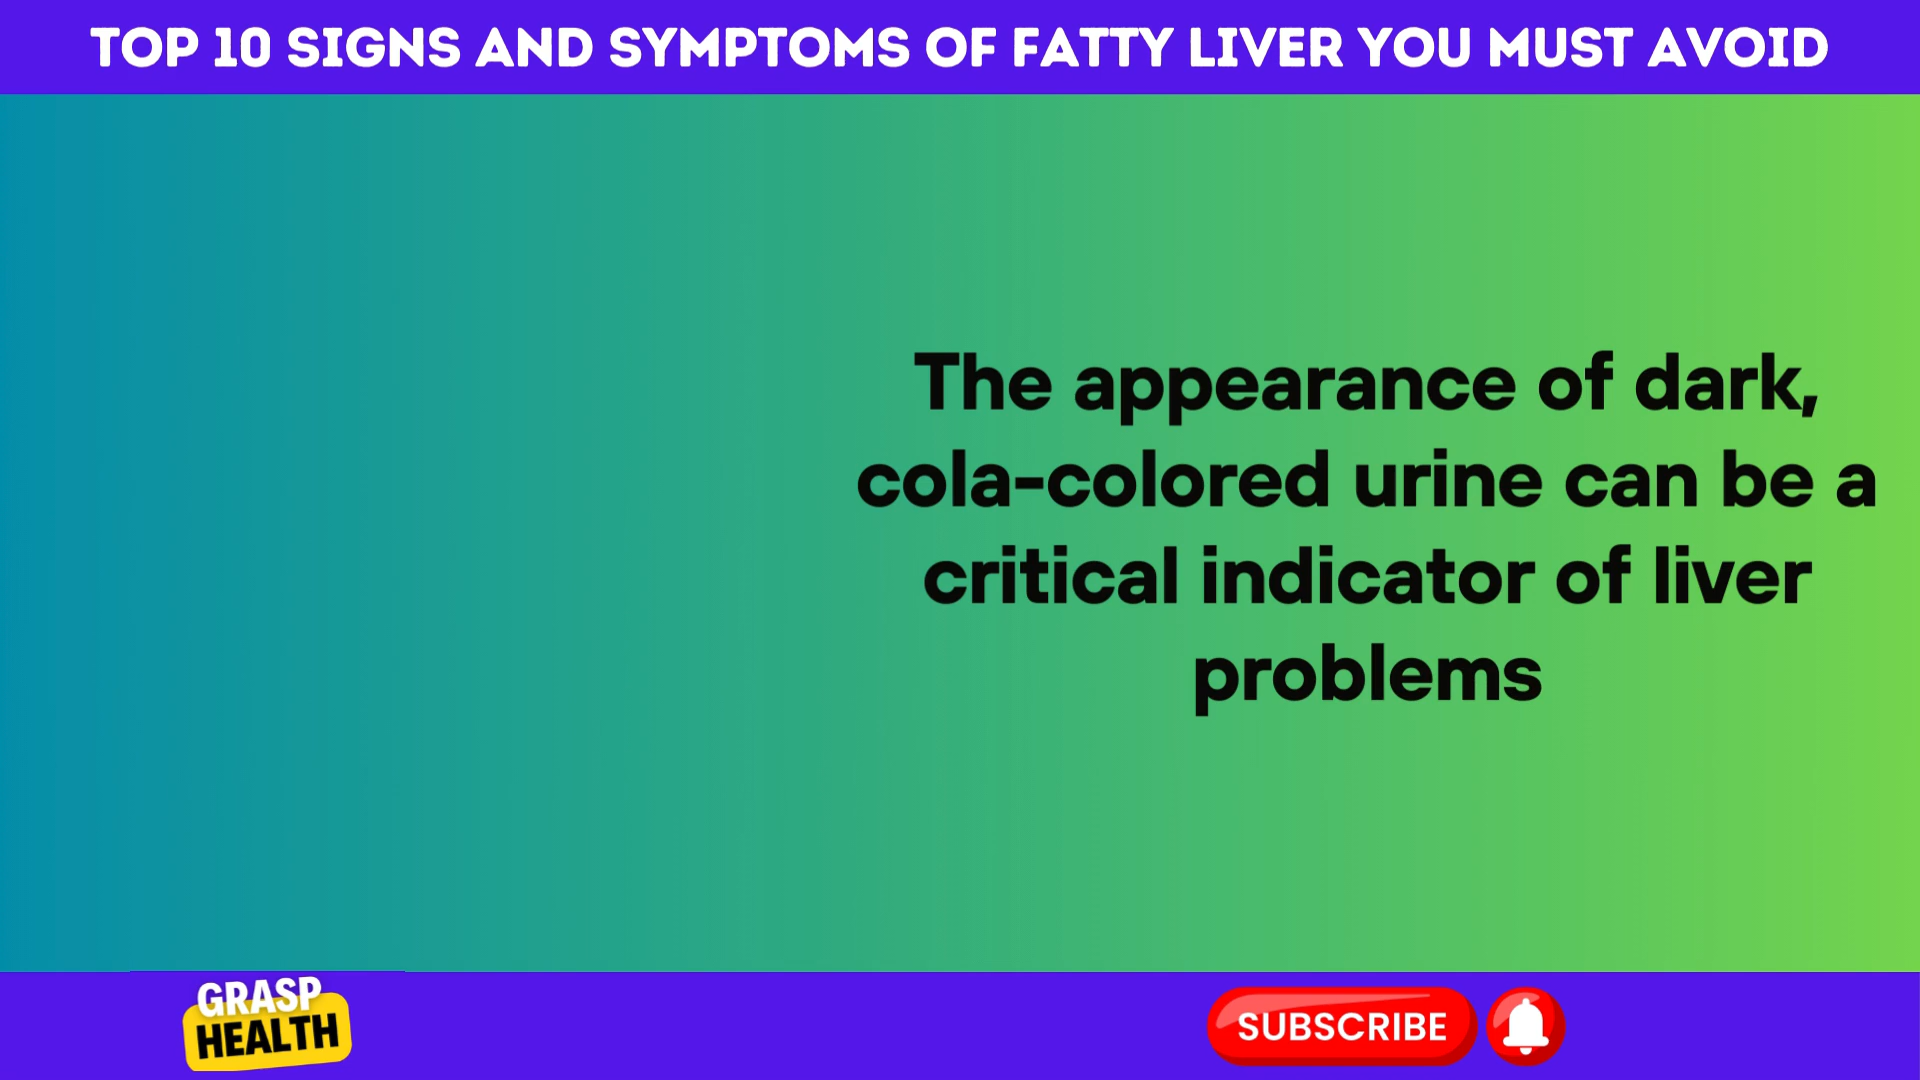 TOP 10 SIGNS AND SYMPTOMS OF FATTY LIVER YOU MUST AVOID
The appearance of dark,
cola-colored urine can be a
critical indicator of liver
problems
GRASP
HEALTH
SUBSCRIBE